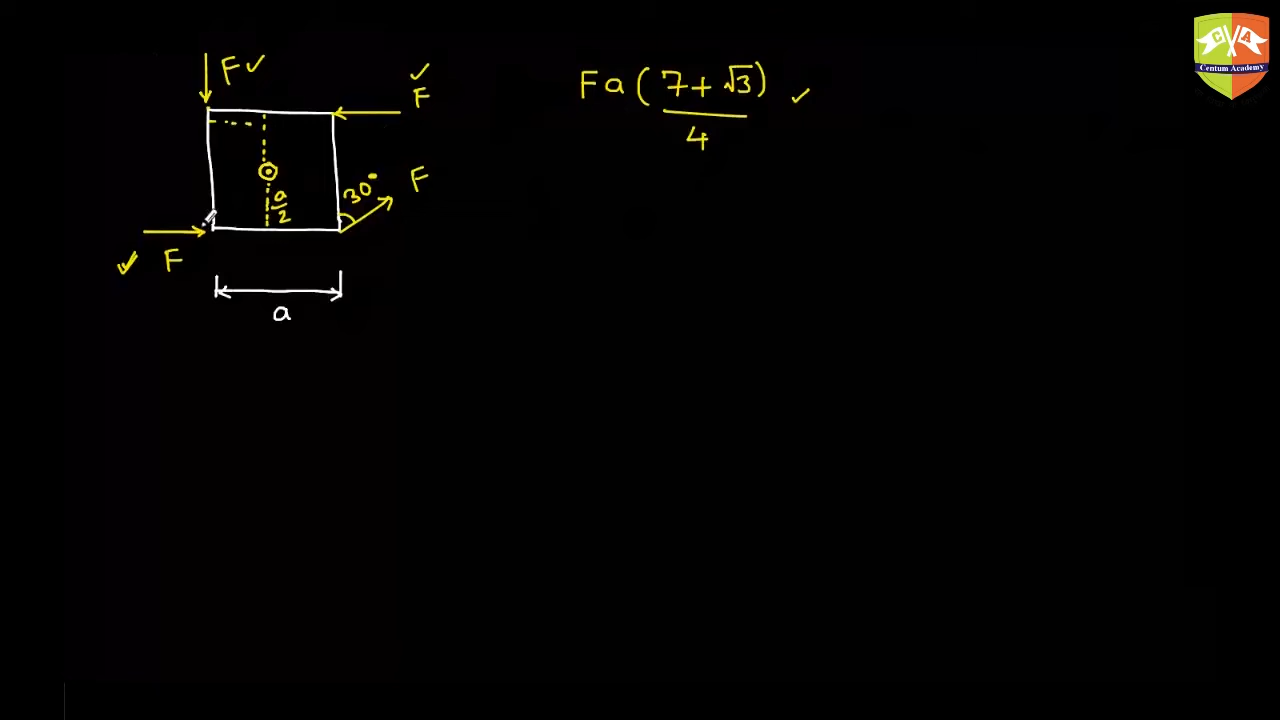 F✓
✓
F
Fa(7+√3)/4 ✓
F
30°
a/2
✓ F
a
C A
Centum Academy